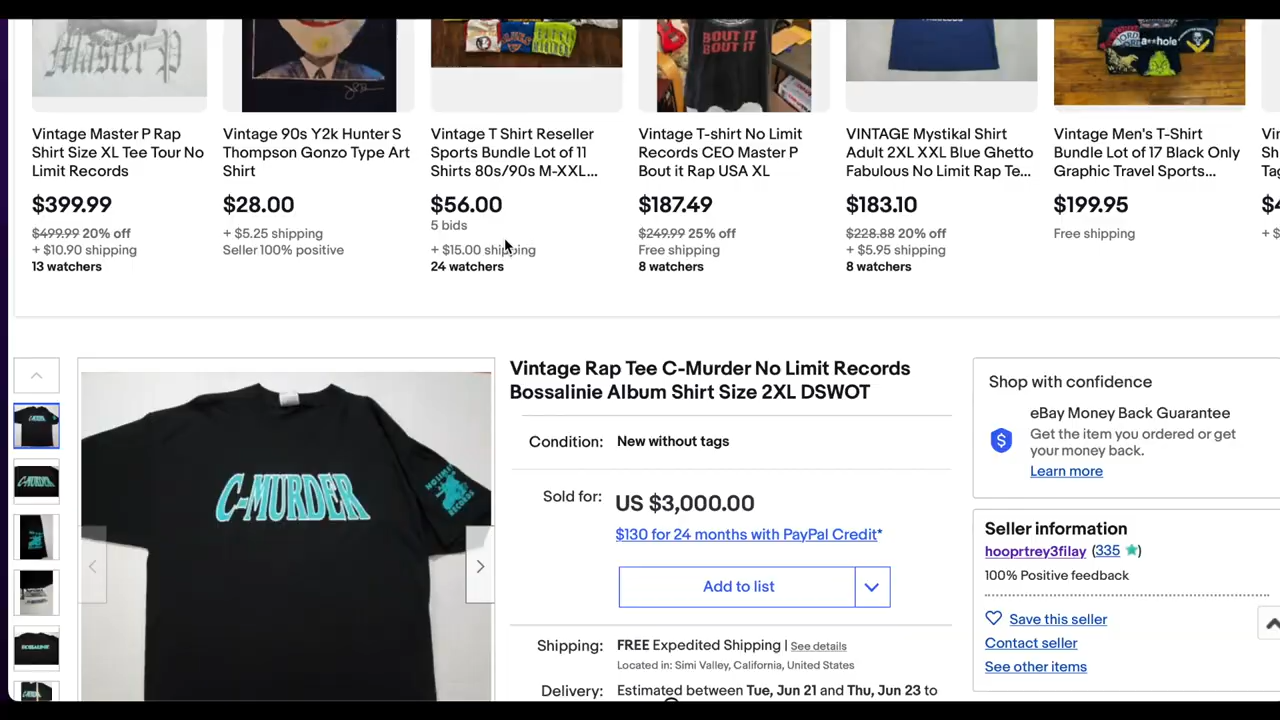 Master P
BOUT IT
BOUT IT
a**hole
Vintage Master P Rap
Shirt Size XL Tee Tour No
Limit Records
$399.99
$499.99 20% off
+ $10.90 shipping
13 watchers
Vintage 90s Y2k Hunter S
Thompson Gonzo Type Art
Shirt
$28.00
+ $5.25 shipping
Seller 100% positive
Vintage T Shirt Reseller
Sports Bundle Lot of 11
Shirts 80s/90s M-XXL...
$56.00
5 bids
+ $15.00 shipping
24 watchers
Vintage T-shirt No Limit
Records CEO Master P
Bout it Rap USA XL
$187.49
$249.99 25% off
Free shipping
8 watchers
VINTAGE Mystikal Shirt
Adult 2XL XXL Blue Ghetto
Fabulous No Limit Rap Te...
$183.10
$228.88 20% off
+ $5.95 shipping
8 watchers
Vintage Men's T-Shirt
Bundle Lot of 17 Black Only
Graphic Travel Sports...
$199.95
Free shipping
C-MURDER
Vintage Rap Tee C-Murder No Limit Records
Bossalinie Album Shirt Size 2XL DSWOT
Condition: New without tags
Sold for: US $3,000.00
$130 for 24 months with PayPal Credit*
Add to list
Shipping: FREE Expedited Shipping | See details
Located in: Simi Valley, California, United States
Delivery: Estimated between Tue, Jun 21 and Thu, Jun 23 to
Shop with confidence
eBay Money Back Guarantee
Get the item you ordered or get
your money back.
Learn more
Seller information
hooprtrey3filay (335)
100% Positive feedback
Save this seller
Contact seller
See other items